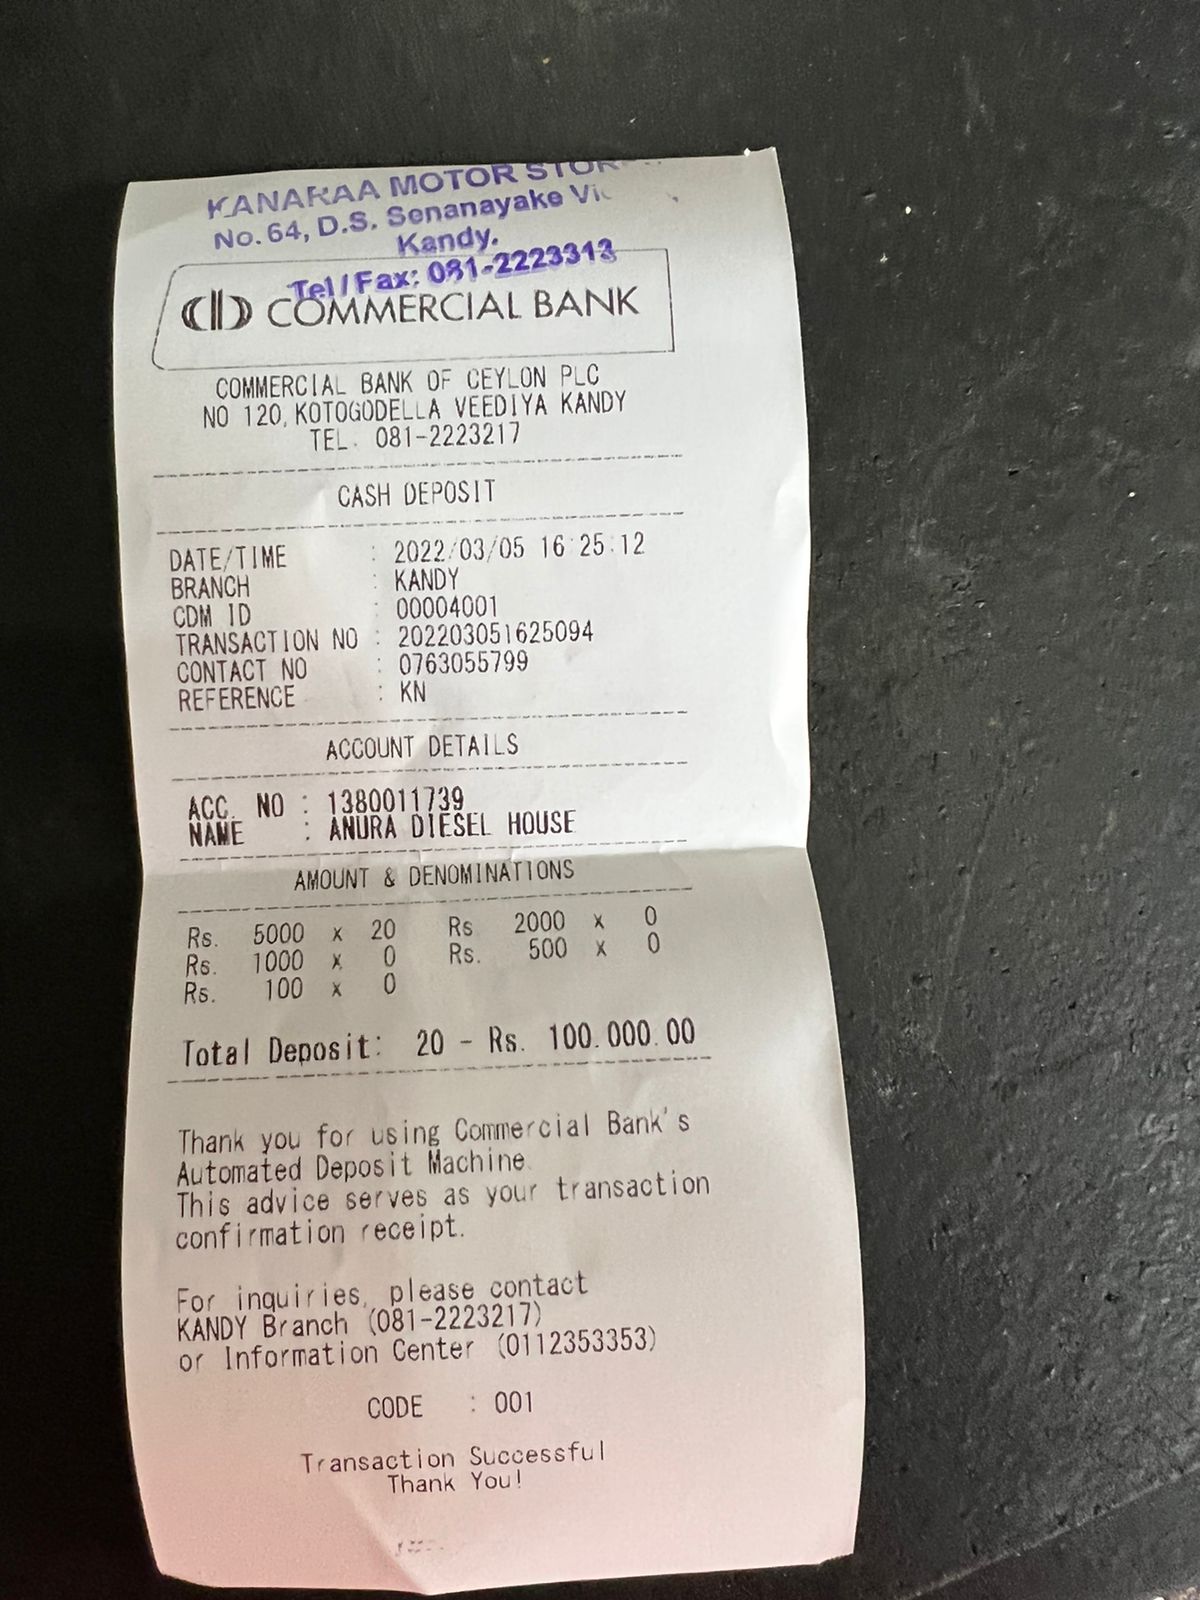 KANARAA MOTOR
No. 64, D.S. Senanayake
Kandy.
Tel / Fax: 081-2223313
COMMERCIAL BANK
COMMERCIAL BANK OF CEYLON PLC
NO 120, KOTOGODELLA VEEDIYA KANDY
TEL. 081-2223217
CASH DEPOSIT
DATE/TIME : 2022/03/05 16:25:12
BRANCH : KANDY
CDM ID : 00004001
TRANSACTION NO : 202203051625094
CONTACT NO : 0763055799
REFERENCE : KN
ACCOUNT DETAILS
ACC. NO : 1380011739
NAME : ANURA DIESEL HOUSE
AMOUNT & DENOMINATIONS
Rs. 5000 x 20 Rs 2000 x 0
Rs. 1000 x 0 Rs. 500 x 0
Rs. 100 x 0
Total Deposit: 20 - Rs. 100.000.00
Thank you for using Commercial Bank's
Automated Deposit Machine.
This advice serves as your transaction
confirmation receipt.
For inquiries, please contact
KANDY Branch (081-2223217)
or Information Center (0112353353)
CODE : 001
Transaction Successful
Thank You!